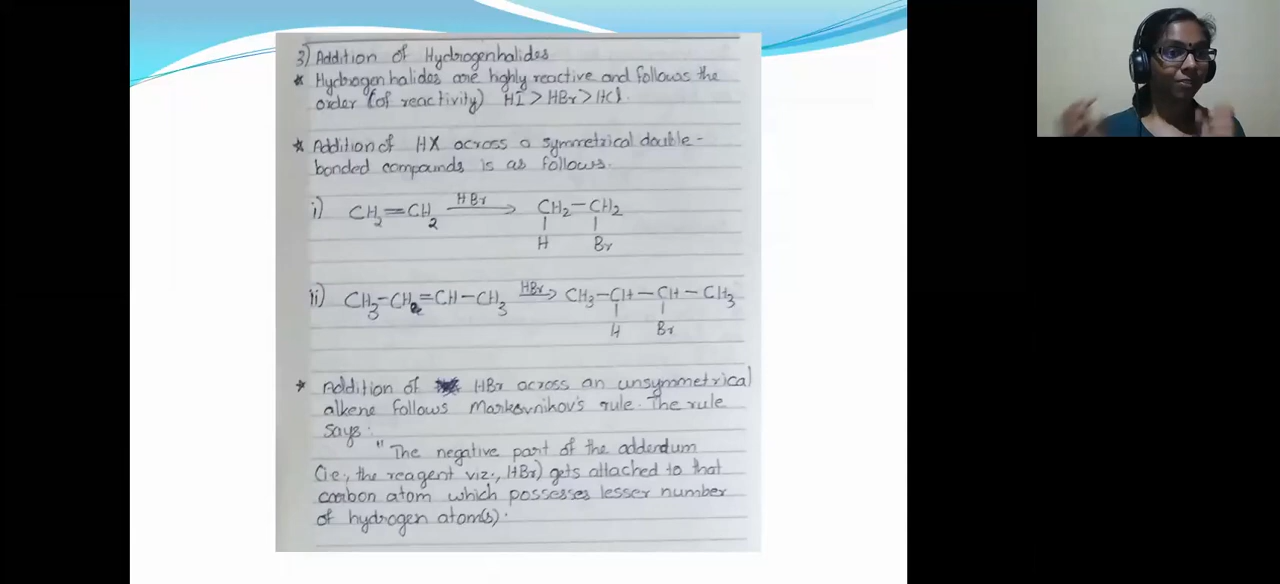 3) Addition of Hydrogenhalides
* Hydrogenhalides are highly reactive and follows the
order (of reactivity) HI > HBr > HCl.
* Addition of HX across a symmetrical double-
bonded compounds is as follows.
i) CH2=CH2 HBr→ CH2-CH2
H Br
ii) CH3-CH=CH-CH3 HBr→ CH3-CH-CH-CH3
H Br
* Addition of HBr across an unsymmetrical
alkene follows Markovnihov's rule. The rule
says:
"The negative part of the addendum
(ie., the reagent viz., HBr) gets attached to that
carbon atom which possesses lesser number
of hydrogen atom(s).